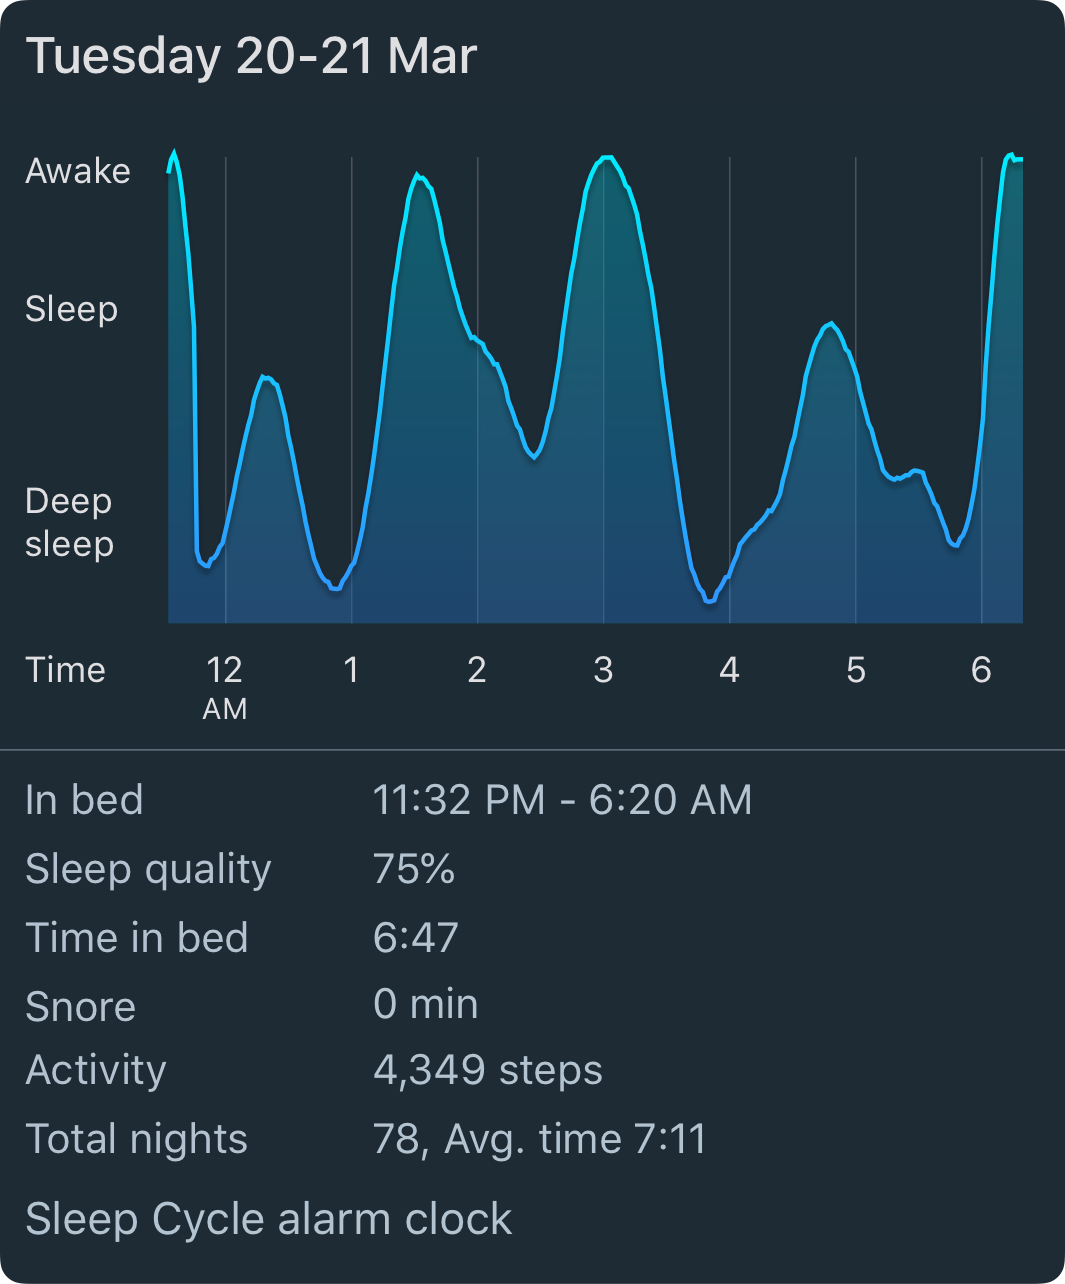 Tuesday 20-21 Mar
Awake
Sleep
Deep
sleep
Time 12 1 2 3 4 5 6
AM
In bed 11:32 PM - 6:20 AM
Sleep quality 75%
Time in bed 6:47
Snore 0 min
Activity 4,349 steps
Total nights 78, Avg. time 7:11
Sleep Cycle alarm clock